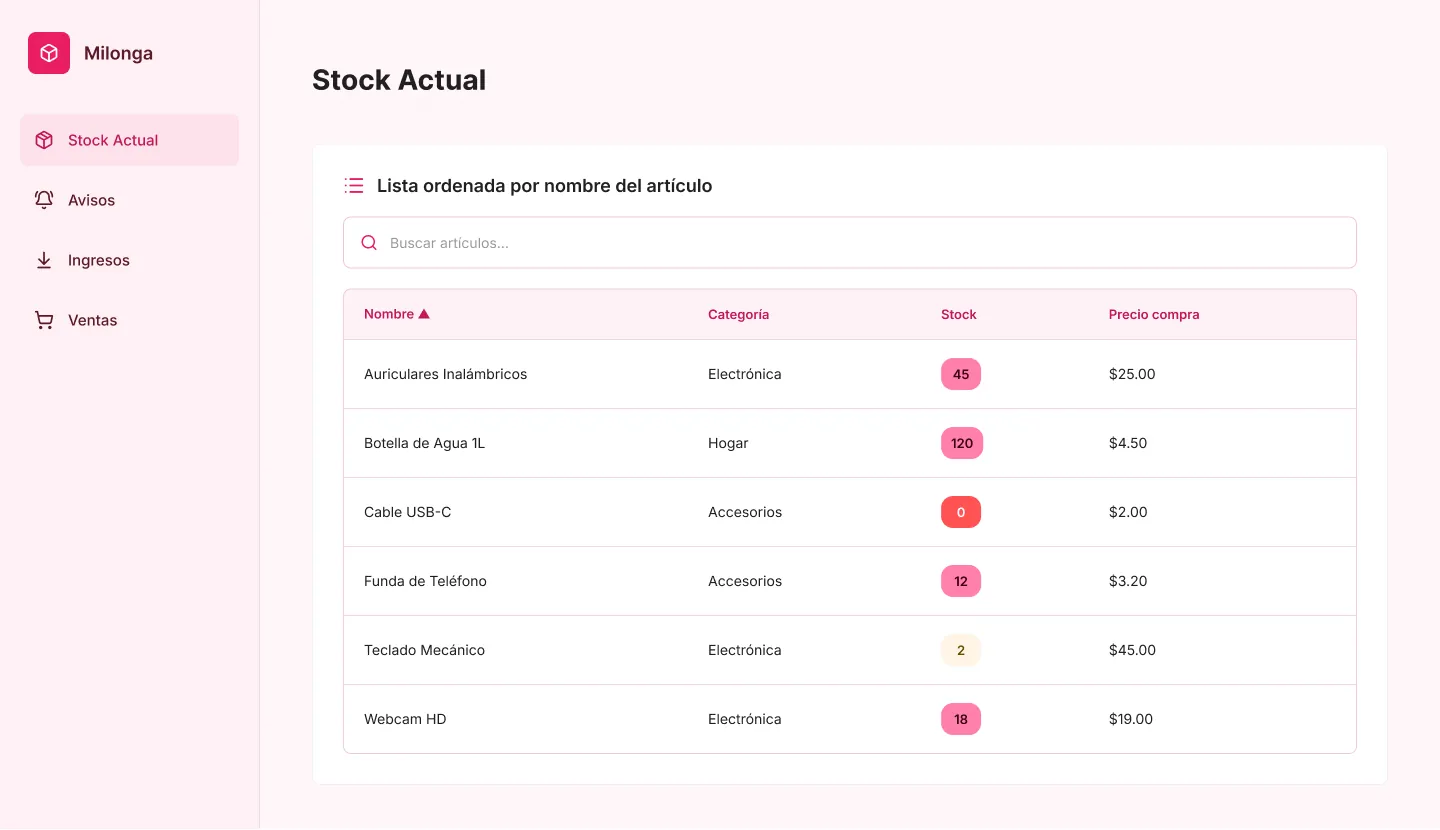 Milonga
Stock Actual
Avisos
Ingresos
Ventas
Stock Actual
Lista ordenada por nombre del artículo
Buscar artículos...
Nombre ▲ Categoría Stock Precio compra
Auriculares Inalámbricos Electrónica 45 $25.00
Botella de Agua 1L Hogar 120 $4.50
Cable USB-C Accesorios 0 $2.00
Funda de Teléfono Accesorios 12 $3.20
Teclado Mecánico Electrónica 2 $45.00
Webcam HD Electrónica 18 $19.00